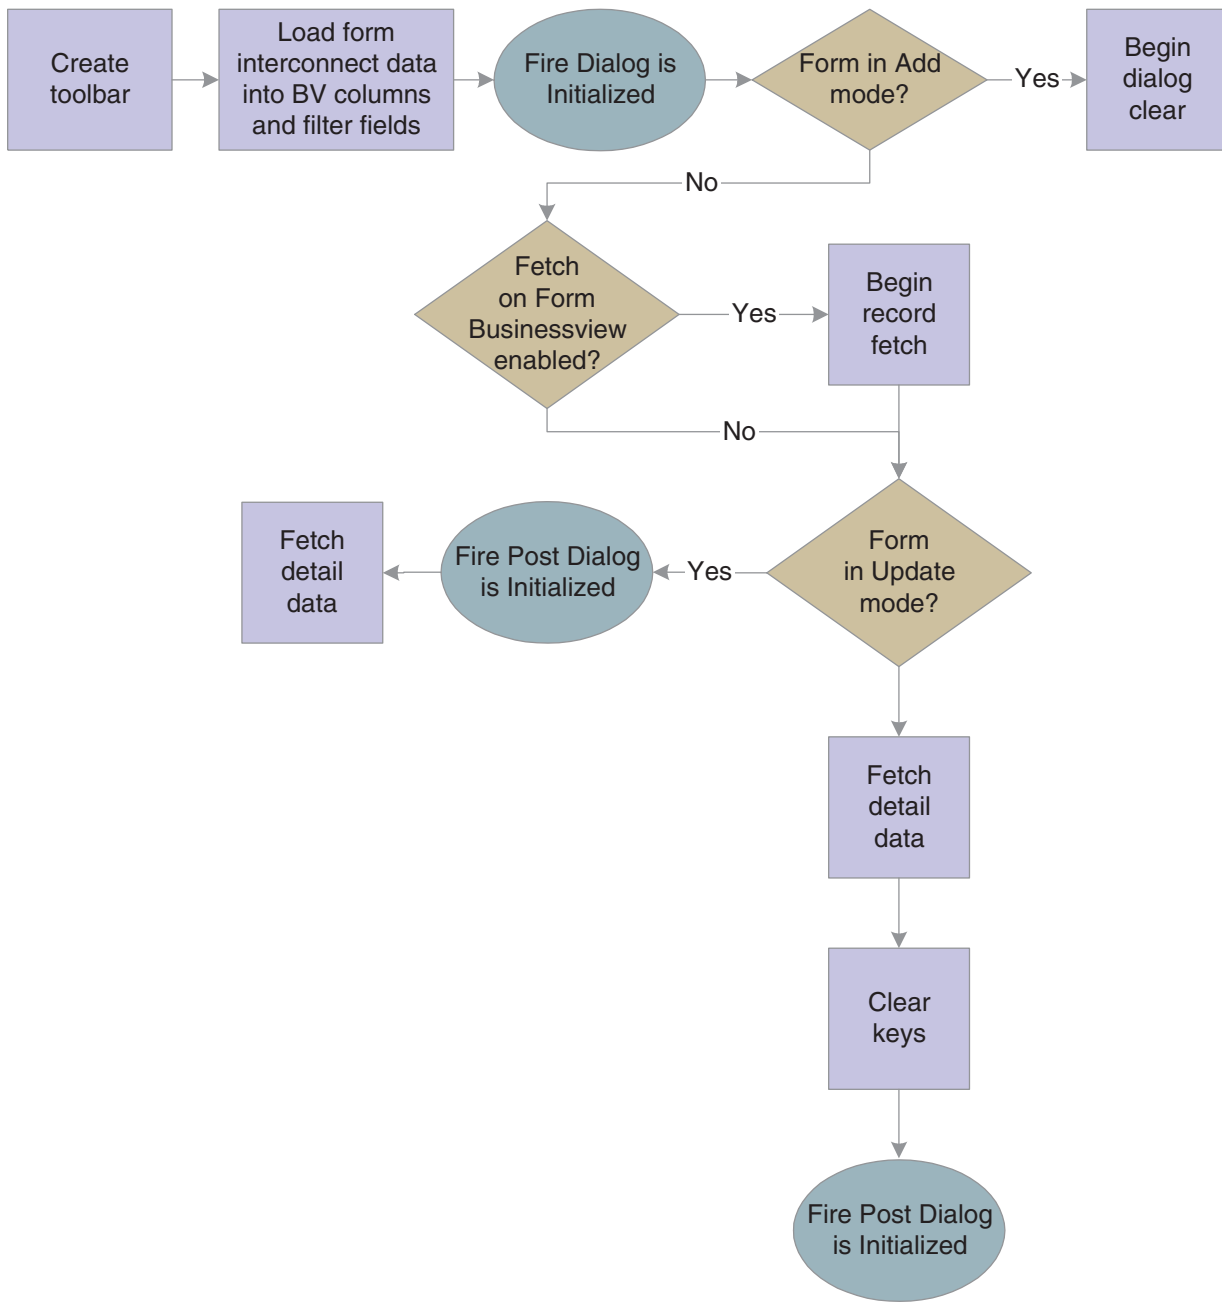 Create
toolbar
Load form
interconnect data
into BV columns
and filter fields
Fire Dialog is
Initialized
Form in Add
mode?
Yes
Begin
dialog
clear
No
Fetch
on Form
Businessview
enabled?
Yes
Begin
record
fetch
No
Fetch
detail
data
Fire Post Dialog
is Initialized
Yes
Form
in Update
mode?
Fetch
detail
data
Clear
keys
Fire Post Dialog
is Initialized